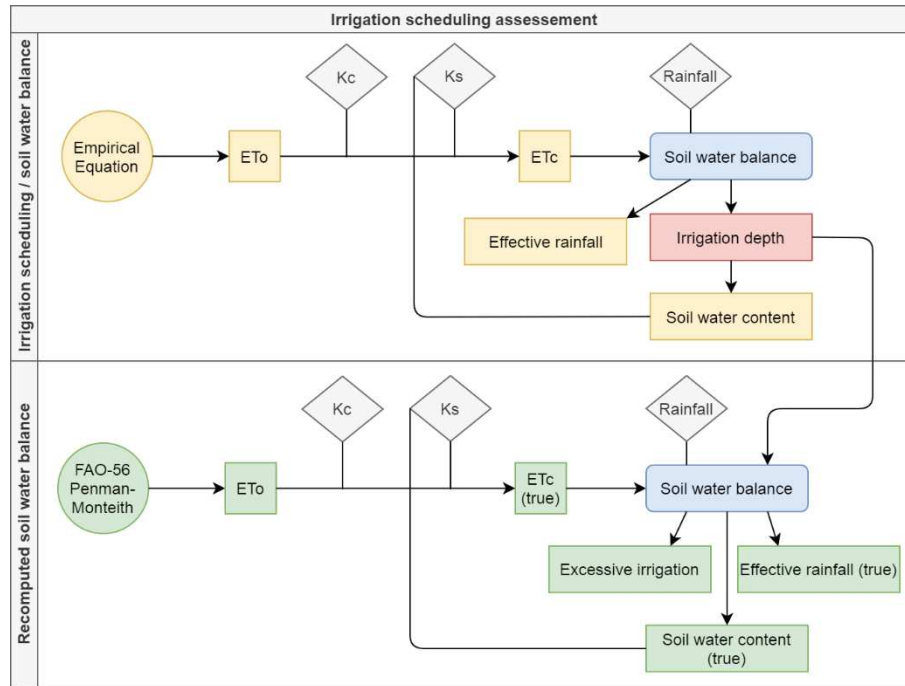 Irrigation scheduling assessement
Irrigation scheduling / soil water balance
Kc
Ks
Rainfall
Empirical
Equation
ETo
ETc
Soil water balance
Effective rainfall
Irrigation depth
Soil water content
Recomputed soil water balance
Kc
Ks
Rainfall
FAO-56
Penman-
Monteith
ETo
ETc
(true)
Soil water balance
Excessive irrigation
Effective rainfall (true)
Soil water content
(true)